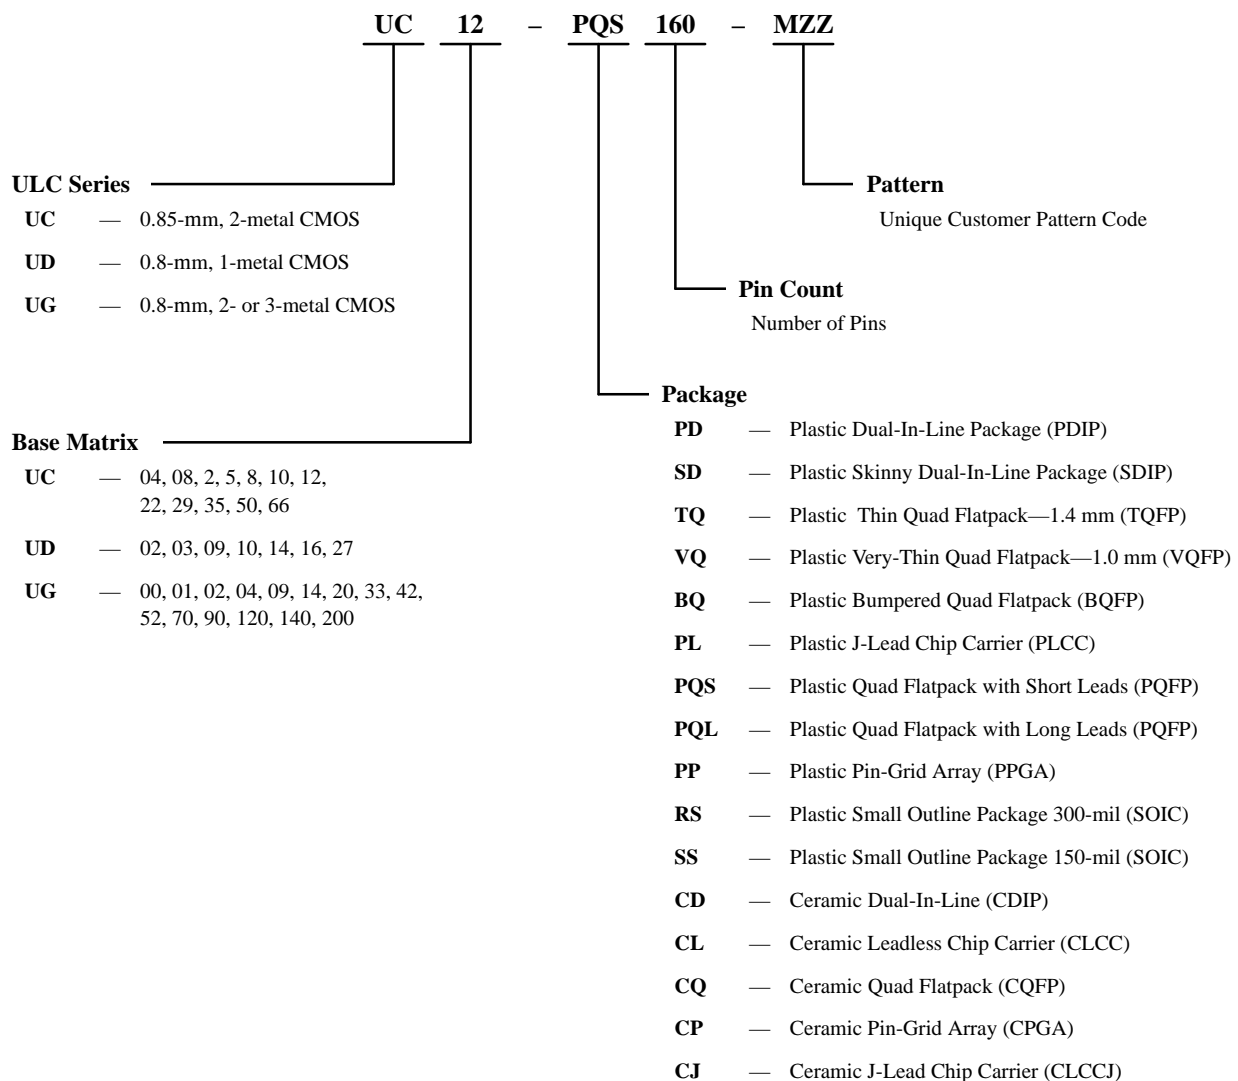 UC 12 – PQS 160 – MZZ
ULC Series
UC — 0.85-mm, 2-metal CMOS
UD — 0.8-mm, 1-metal CMOS
UG — 0.8-mm, 2- or 3-metal CMOS
Pattern
Unique Customer Pattern Code
Pin Count
Number of Pins
Base Matrix
UC — 04, 08, 2, 5, 8, 10, 12,
22, 29, 35, 50, 66
UD — 02, 03, 09, 10, 14, 16, 27
UG — 00, 01, 02, 04, 09, 14, 20, 33, 42,
52, 70, 90, 120, 140, 200
Package
PD — Plastic Dual-In-Line Package (PDIP)
SD — Plastic Skinny Dual-In-Line Package (SDIP)
TQ — Plastic Thin Quad Flatpack—1.4 mm (TQFP)
VQ — Plastic Very-Thin Quad Flatpack—1.0 mm (VQFP)
BQ — Plastic Bumpered Quad Flatpack (BQFP)
PL — Plastic J-Lead Chip Carrier (PLCC)
PQS — Plastic Quad Flatpack with Short Leads (PQFP)
PQL — Plastic Quad Flatpack with Long Leads (PQFP)
PP — Plastic Pin-Grid Array (PPGA)
RS — Plastic Small Outline Package 300-mil (SOIC)
SS — Plastic Small Outline Package 150-mil (SOIC)
CD — Ceramic Dual-In-Line (CDIP)
CL — Ceramic Leadless Chip Carrier (CLCC)
CQ — Ceramic Quad Flatpack (CQFP)
CP — Ceramic Pin-Grid Array (CPGA)
CJ — Ceramic J-Lead Chip Carrier (CLCCJ)